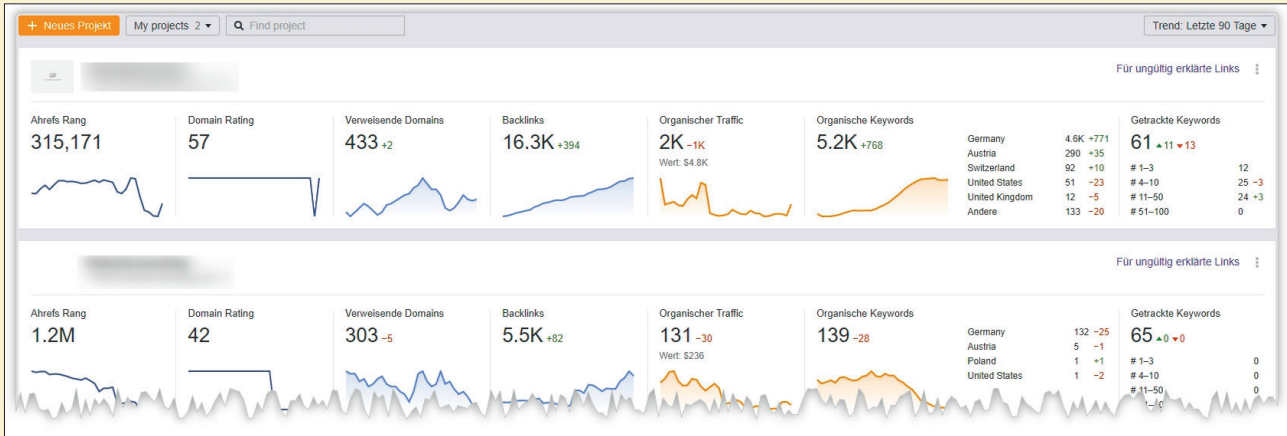 + Neues Projekt My projects 2 Find project Trend: Letzte 90 Tage
Für ungültig erklärte Links
Ahrefs Rang Domain Rating Verweisende Domains Backlinks Organischer Traffic Organische Keywords Getrackte Keywords
315,171 57 433 +2 16.3K +394 2K −1K 5.2K +768 61 ▲11 ▼13
Wert: $4.8K
Germany 4.6K +771
Austria 290 +35
Switzerland 92 +10
United States 51 −23
United Kingdom 12 −5
Andere 133 −20
# 1–3 12
# 4–10 25 −3
# 11–50 24 +3
# 51–100 0
Für ungültig erklärte Links
Ahrefs Rang Domain Rating Verweisende Domains Backlinks Organischer Traffic Organische Keywords Getrackte Keywords
1.2M 42 303 −5 5.5K +82 131 −30 139 −28 65 ▲0 ▼0
Wert: $236
Germany 132 −25
Austria 5 −1
Poland 1 +1
United States 1 −2
# 1–3 0
# 4–10 0
# 11–50 0